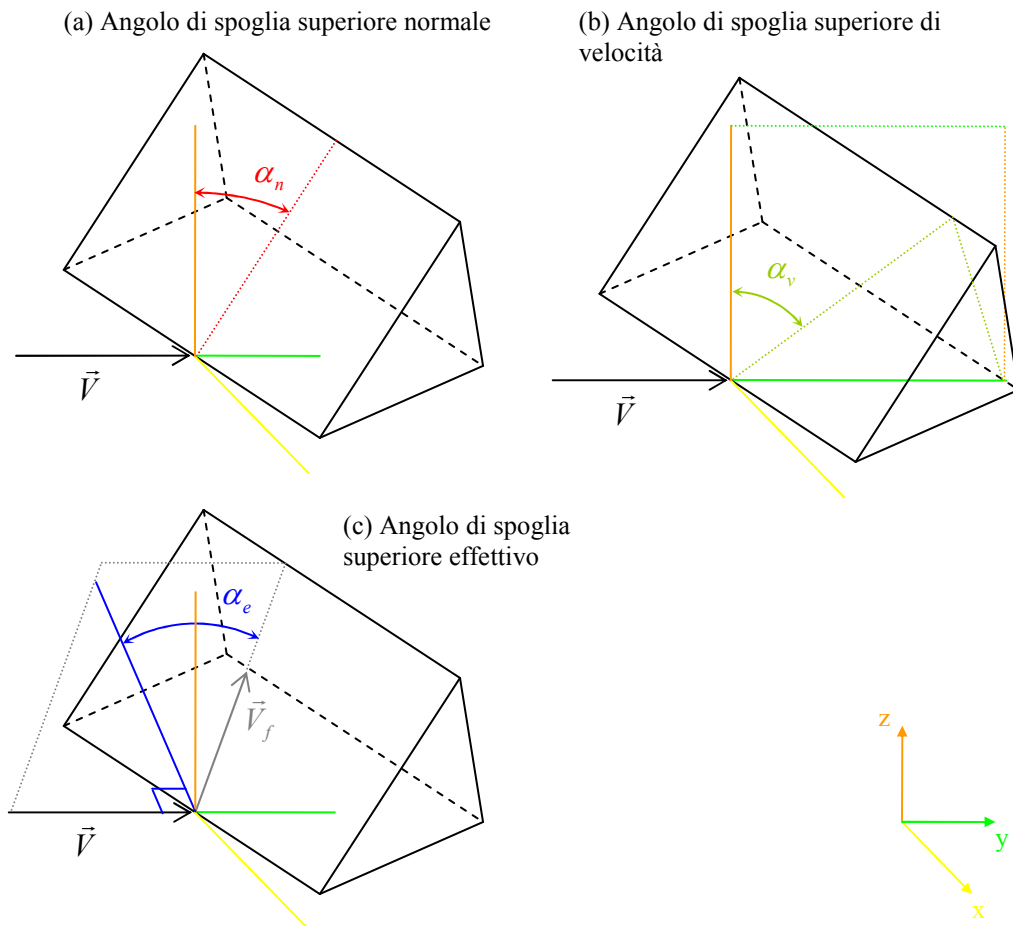 (a) Angolo di spoglia superiore normale
(b) Angolo di spoglia superiore di
velocità
αn
αv
V⃗
V⃗
(c) Angolo di spoglia
superiore effettivo
αe
V⃗f
V⃗
z
y
x